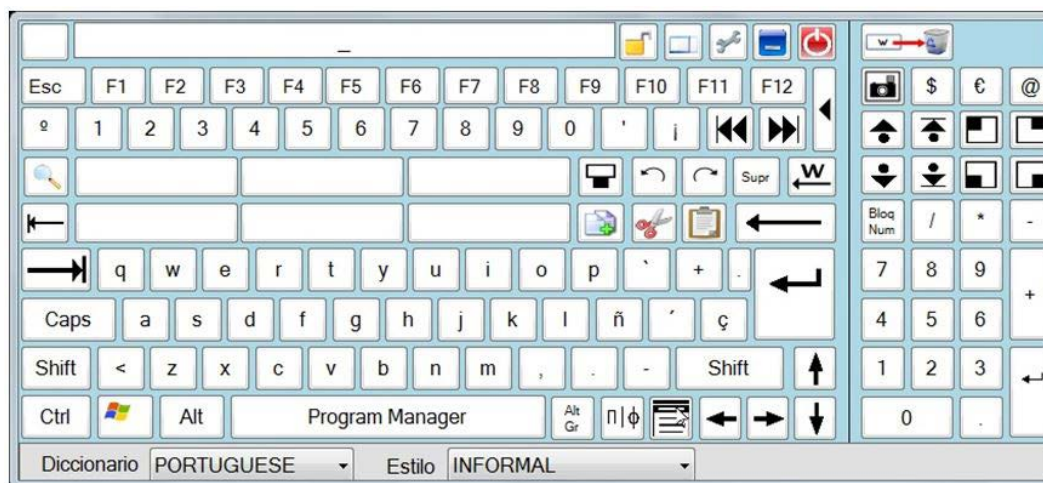 _ W
Esc F1 F2 F3 F4 F5 F6 F7 F8 F9 F10 F11 F12 $ € @
º 1 2 3 4 5 6 7 8 9 0 ' ¡
Supr W
Bloq Num / * -
q w e r t y u i o p ` + . 7 8 9 +
Caps a s d f g h j k l ñ ´ ç 4 5 6
Shift < z x c v b n m , . - Shift 1 2 3
Ctrl Alt Program Manager Alt Gr Π|ф 0 .
Diccionario PORTUGUESE Estilo INFORMAL